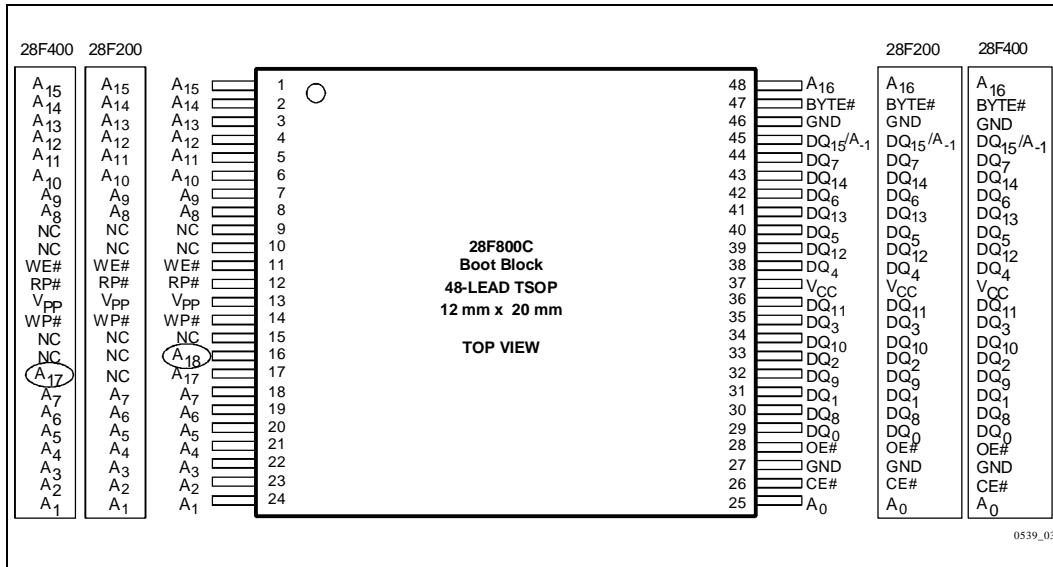 28F400 28F200 28F200 28F400
A15 A15 A15 1 48 A16 A16 A16
A14 A14 A14 2 47 BYTE# BYTE# BYTE#
A13 A13 A13 3 46 GND GND GND
A12 A12 A12 4 45 DQ15/A-1 DQ15/A-1 DQ15/A-1
A11 A11 A11 5 44 DQ7 DQ7 DQ7
A10 A10 A10 6 43 DQ14 DQ14 DQ14
A9 A9 A9 7 42 DQ6 DQ6 DQ6
A8 A8 A8 8 41 DQ13 DQ13 DQ13
NC NC NC 9 40 DQ5 DQ5 DQ5
NC NC NC 10 28F800C 39 DQ12 DQ12 DQ12
WE# WE# WE# 11 Boot Block 38 DQ4 DQ4 DQ4
RP# RP# RP# 12 48-LEAD TSOP 37 VCC VCC VCC
VPP VPP VPP 13 12 mm x 20 mm 36 DQ11 DQ11 DQ11
WP# WP# WP# 14 35 DQ3 DQ3 DQ3
NC NC NC 15 TOP VIEW 34 DQ10 DQ10 DQ10
NC NC A18 16 33 DQ2 DQ2 DQ2
A17 NC A17 17 32 DQ9 DQ9 DQ9
A7 A7 A7 18 31 DQ1 DQ1 DQ1
A6 A6 A6 19 30 DQ8 DQ8 DQ8
A5 A5 A5 20 29 DQ0 DQ0 DQ0
A4 A4 A4 21 28 OE# OE# OE#
A3 A3 A3 22 27 GND GND GND
A2 A2 A2 23 26 CE# CE# CE#
A1 A1 A1 24 25 A0 A0 A0